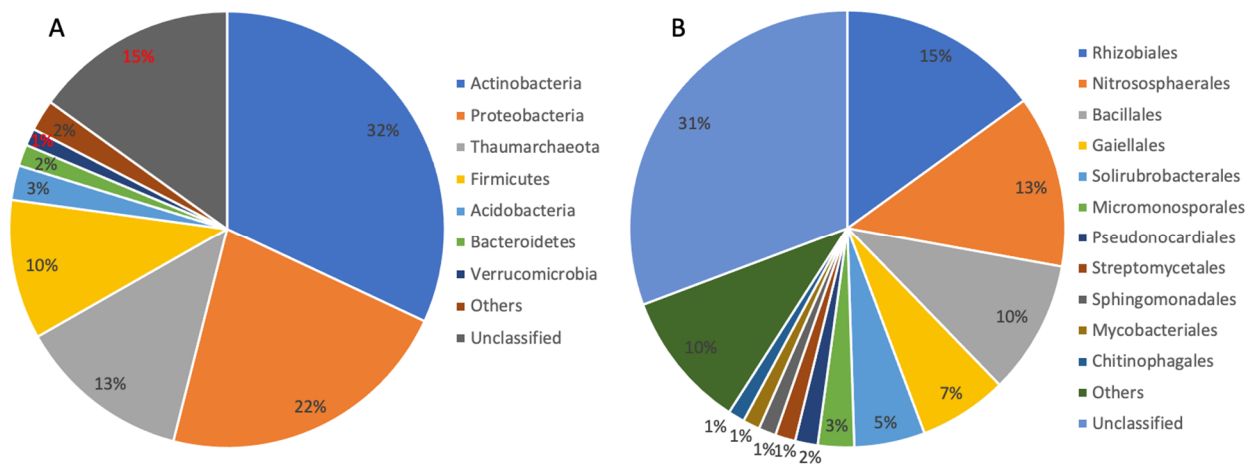 A
15%
32%
2%
1%
2%
3%
10%
13%
22%
Actinobacteria
Proteobacteria
Thaumarchaeota
Firmicutes
Acidobacteria
Bacteroidetes
Verrucomicrobia
Others
Unclassified
B
15%
31%
13%
10%
10%
7%
5%
3%
2%
1%
1%
1%
1%
Rhizobiales
Nitrososphaerales
Bacillales
Gaiellales
Solirubrobacterales
Micromonosporales
Pseudonocardiales
Streptomycetales
Sphingomonadales
Mycobacteriales
Chitinophagales
Others
Unclassified